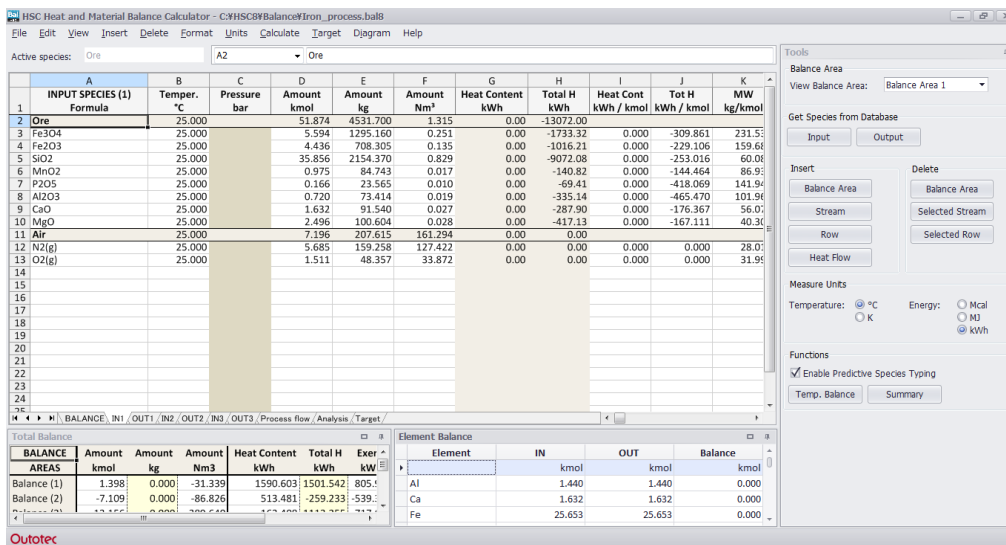 HSC Heat and Material Balance Calculator - C:¥HSC8¥Balance¥Iron_process.bal8
File Edit View Insert Delete Format Units Calculate Target Diagram Help
Active species: Ore A2 Ore
A B C D E F G H I J K
INPUT SPECIES (1) Temper. Pressure Amount Amount Amount Heat Content Total H Heat Cont Tot H MW
1 Formula °C bar kmol kg Nm³ kWh kWh kWh / kmol kWh / kmol kg/kmol
2 Ore 25.000 51.874 4531.700 1.315 0.00 -13072.00
3 Fe3O4 25.000 5.594 1295.160 0.251 0.00 -1733.32 0.000 -309.861 231.53
4 Fe2O3 25.000 4.436 708.305 0.135 0.00 -1016.21 0.000 -229.106 159.68
5 SiO2 25.000 35.856 2154.370 0.829 0.00 -9072.08 0.000 -253.016 60.08
6 MnO2 25.000 0.975 84.743 0.017 0.00 -140.82 0.000 -144.464 86.93
7 P2O5 25.000 0.166 23.565 0.010 0.00 -69.41 0.000 -418.069 141.94
8 Al2O3 25.000 0.720 73.414 0.019 0.00 -335.14 0.000 -465.470 101.96
9 CaO 25.000 1.632 91.540 0.027 0.00 -287.90 0.000 -176.367 56.07
10 MgO 25.000 2.496 100.604 0.028 0.00 -417.13 0.000 -167.111 40.30
11 Air 25.000 7.196 207.615 161.294 0.00 0.00
12 N2(g) 25.000 5.685 159.258 127.422 0.00 0.00 0.000 0.000 28.01
13 O2(g) 25.000 1.511 48.357 33.872 0.00 0.00 0.000 0.000 31.99
14
15
16
17
18
19
20
21
22
23
24
25
BALANCE IN1 OUT1 IN2 OUT2 IN3 OUT3 Process flow Analysis Target
Total Balance
BALANCE Amount Amount Amount Heat Content Total H Exer
AREAS kmol kg Nm3 kWh kWh kW
Balance (1) 1.398 0.000 -31.339 1590.603 1501.542 805.
Balance (2) -7.109 0.000 -86.826 513.481 -259.233 -539.
Element Balance
Element IN OUT Balance
kmol kmol kmol
Al 1.440 1.440 0.000
Ca 1.632 1.632 0.000
Fe 25.653 25.653 0.000
Tools
Balance Area
View Balance Area: Balance Area 1
Get Species from Database
Input Output
Insert Delete
Balance Area Balance Area
Stream Selected Stream
Row Selected Row
Heat Flow
Measure Units
Temperature: °C Energy: Mcal
K MJ
kWh
Functions
Enable Predictive Species Typing
Temp. Balance Summary
Outotec